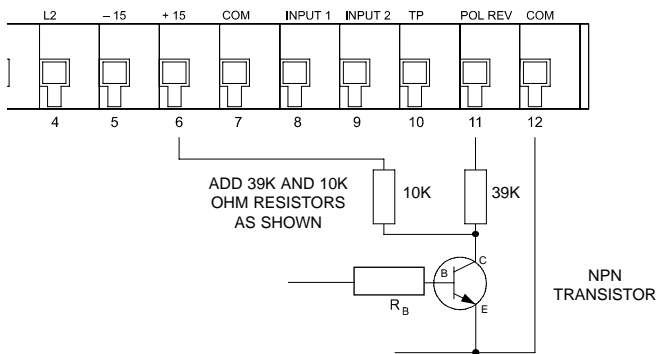 L2 – 15 + 15 COM INPUT 1 INPUT 2 TP POL REV COM
4 5 6 7 8 9 10 11 12
ADD 39K AND 10K
OHM RESISTORS
AS SHOWN
10K
39K
B
C
E
R B
NPN
TRANSISTOR